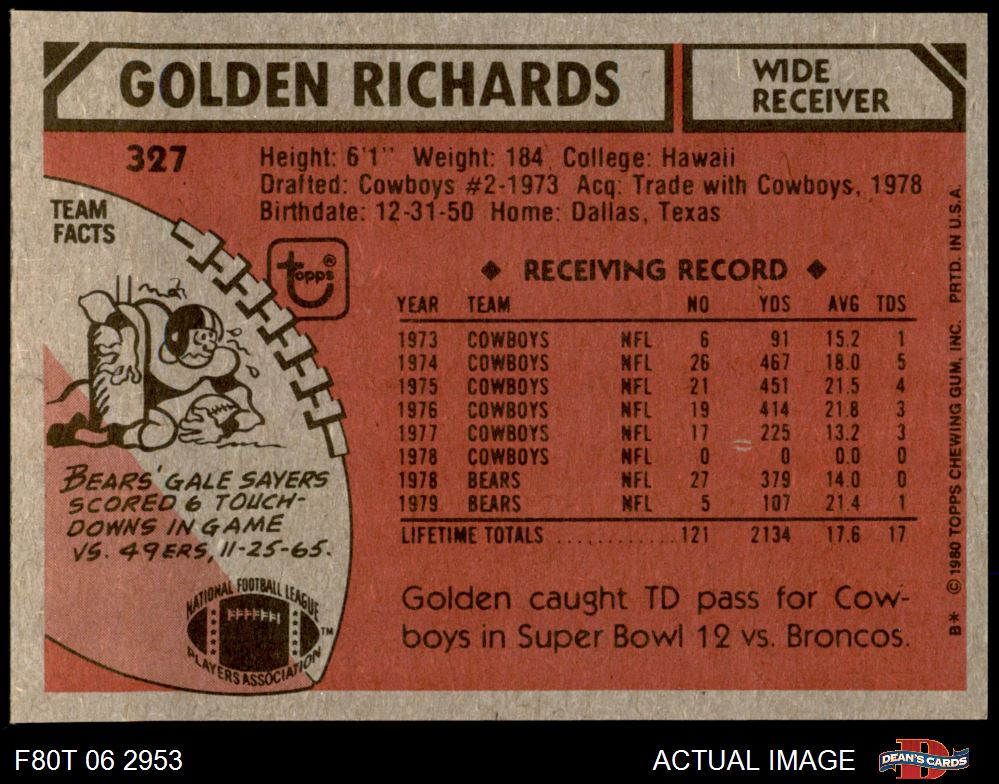 GOLDEN RICHARDS
WIDE
RECEIVER
327
Height: 6'1" Weight: 184 College: Hawaii
Drafted: Cowboys #2-1973 Acq: Trade with Cowboys, 1978
Birthdate: 12-31-50 Home: Dallas, Texas
TEAM
FACTS
topps®
◆ RECEIVING RECORD ◆
YEAR TEAM NO YDS AVG TDS
1973 COWBOYS NFL 6 91 15.2 1
1974 COWBOYS NFL 26 467 18.0 5
1975 COWBOYS NFL 21 451 21.5 4
1976 COWBOYS NFL 19 414 21.8 3
1977 COWBOYS NFL 17 225 13.2 3
1978 COWBOYS NFL 0 0 0.0 0
1978 BEARS NFL 27 379 14.0 0
1979 BEARS NFL 5 107 21.4 1
LIFETIME TOTALS ............ 121 2134 17.6 17
BEARS' GALE SAYERS
SCORED 6 TOUCH-
DOWNS IN GAME
VS. 49ERS, 11-25-65.
NATIONAL FOOTBALL LEAGUE
PLAYERS ASSOCIATION
TM
Golden caught TD pass for Cow-
boys in Super Bowl 12 vs. Broncos.
B* © 1980 TOPPS CHEWING GUM, INC. PRTD. IN U.S.A.
F80T 06 2953
ACTUAL IMAGE
DEAN'S CARDS